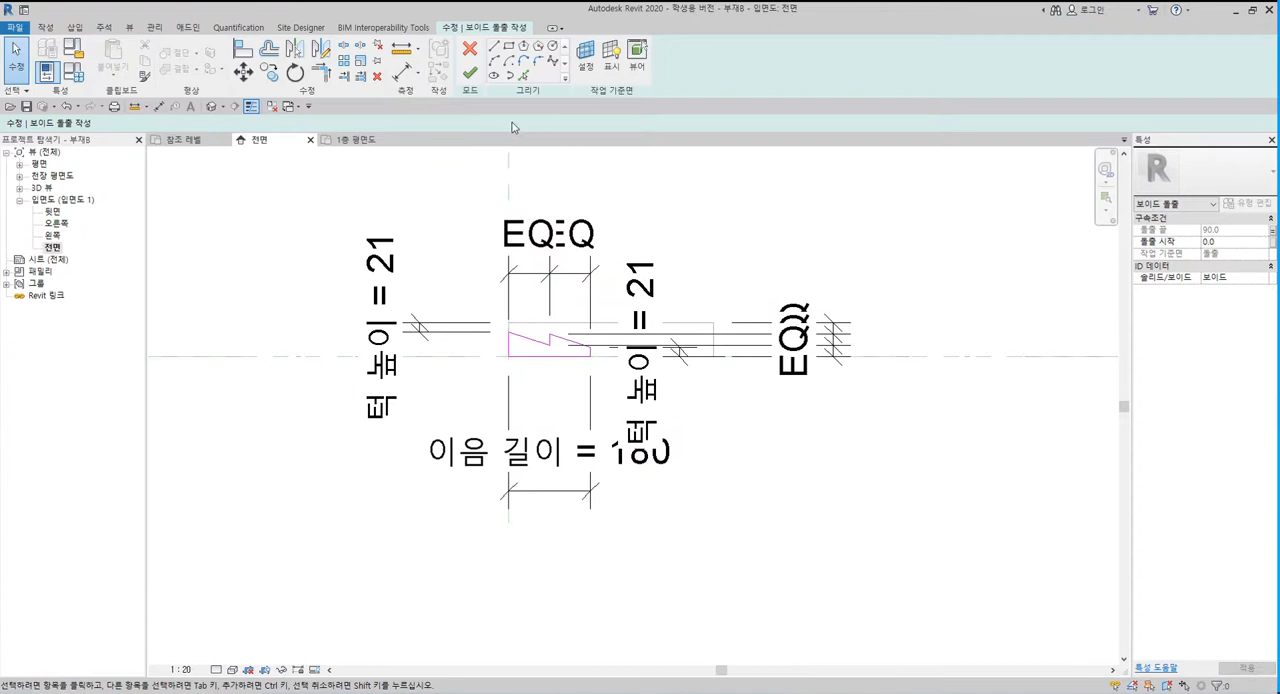 Autodesk Revit 2020 - 학생용 버전 - 부재B - 입면도: 전면
로그인
파일 작성 삽입 주석 뷰 관리 애드인 Quantification Site Designer BIM Interoperability Tools 수정 | 보이드 돌출 작성
수정 붙여넣기 절단 결합 설정 표시 뷰어
선택 특성 클립보드 형상 수정 측정 작성 모드 그리기 작업 기준면
수정 | 보이드 돌출 작성
프로젝트 탐색기 - 부재B
뷰 (전체)
평면
천장 평면도
3D 뷰
입면도 (입면도 1)
뒷면
오른쪽
왼쪽
전면
시트 (전체)
패밀리
그룹
Revit 링크
참조 레벨 전면 1층 평면도
EQ EQ
턱 높이 = 21
턱 높이 = 21
EQ
이음 길이 = 180
특성
보이드 돌출 유형 편집
구속조건
돌출 끝 90.0
돌출 시작 0.0
작업 기준면 돌출
ID 데이터
솔리드/보이드 보이드
특성 도움말 적용
1 : 20
선택하려면 항목을 클릭하고, 다른 항목을 선택하려면 Tab 키, 추가하려면 Ctrl 키, 선택 취소하려면 Shift 키를 누르십시오.
:0